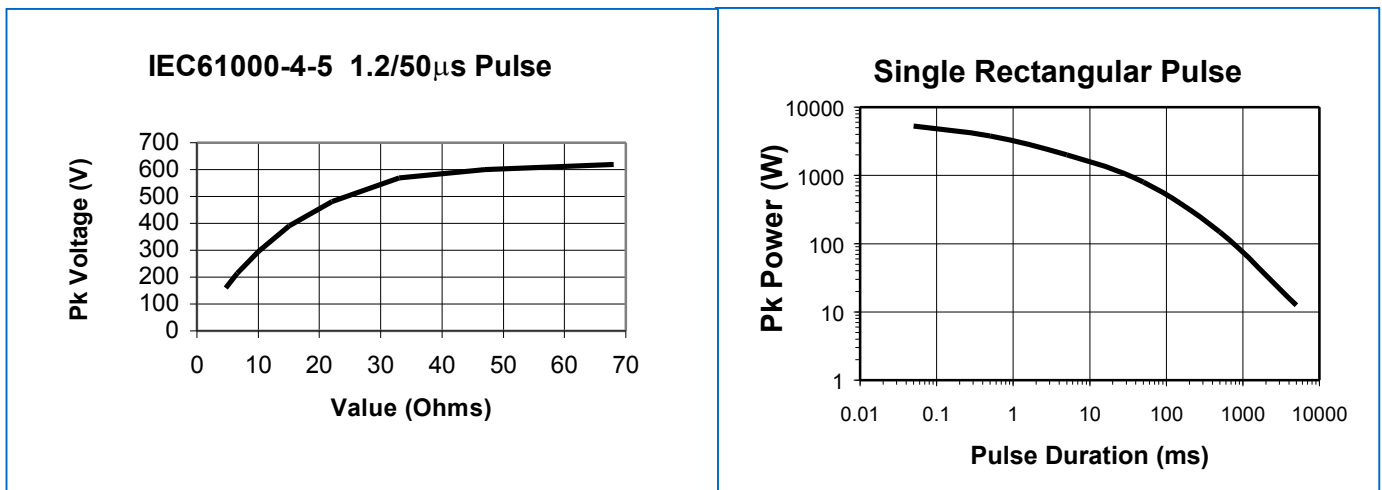 IEC61000-4-5 1.2/50μs Pulse
Pk Voltage (V)
700
600
500
400
300
200
100
0
0 10 20 30 40 50 60 70
Value (Ohms)
Single Rectangular Pulse
Pk Power (W)
10000
1000
100
10
1
0.01 0.1 1 10 100 1000 10000
Pulse Duration (ms)